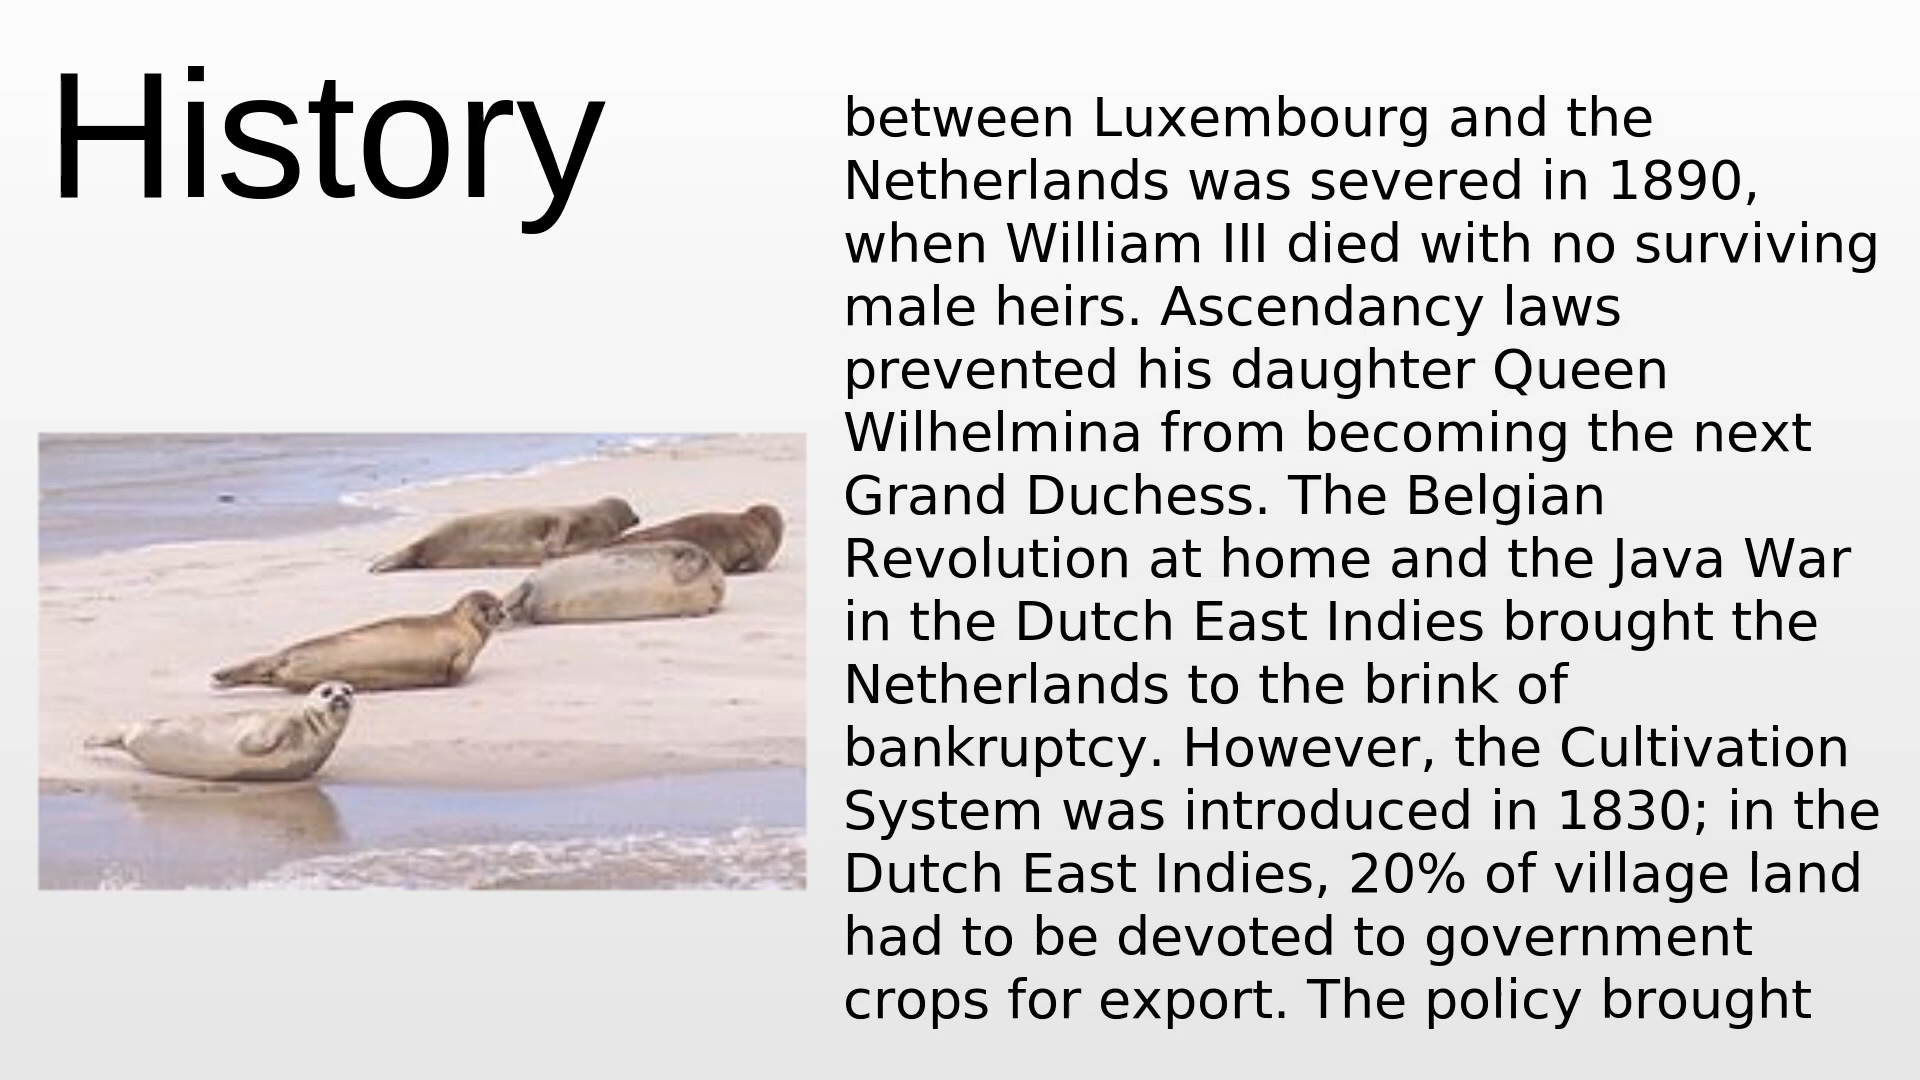 History
between Luxembourg and the
Netherlands was severed in 1890,
when William III died with no surviving
male heirs. Ascendancy laws
prevented his daughter Queen
Wilhelmina from becoming the next
Grand Duchess. The Belgian
Revolution at home and the Java War
in the Dutch East Indies brought the
Netherlands to the brink of
bankruptcy. However, the Cultivation
System was introduced in 1830; in the
Dutch East Indies, 20% of village land
had to be devoted to government
crops for export. The policy brought